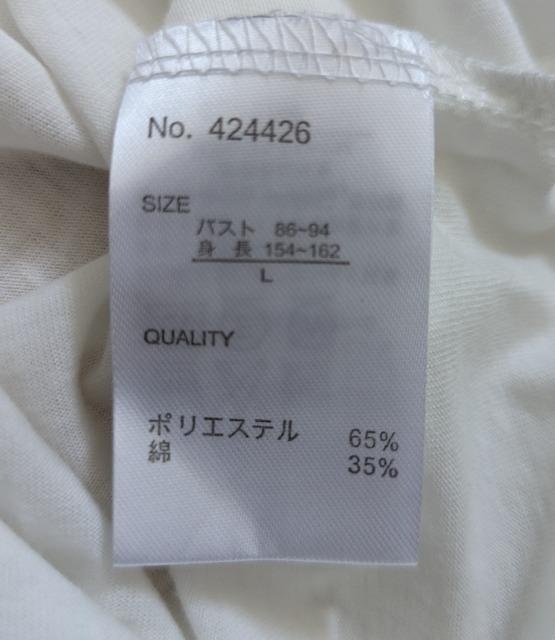 No. 424426
SIZE
バスト 86~94
身 長 154~162
L
QUALITY
ポリエステル 65%
綿 35%